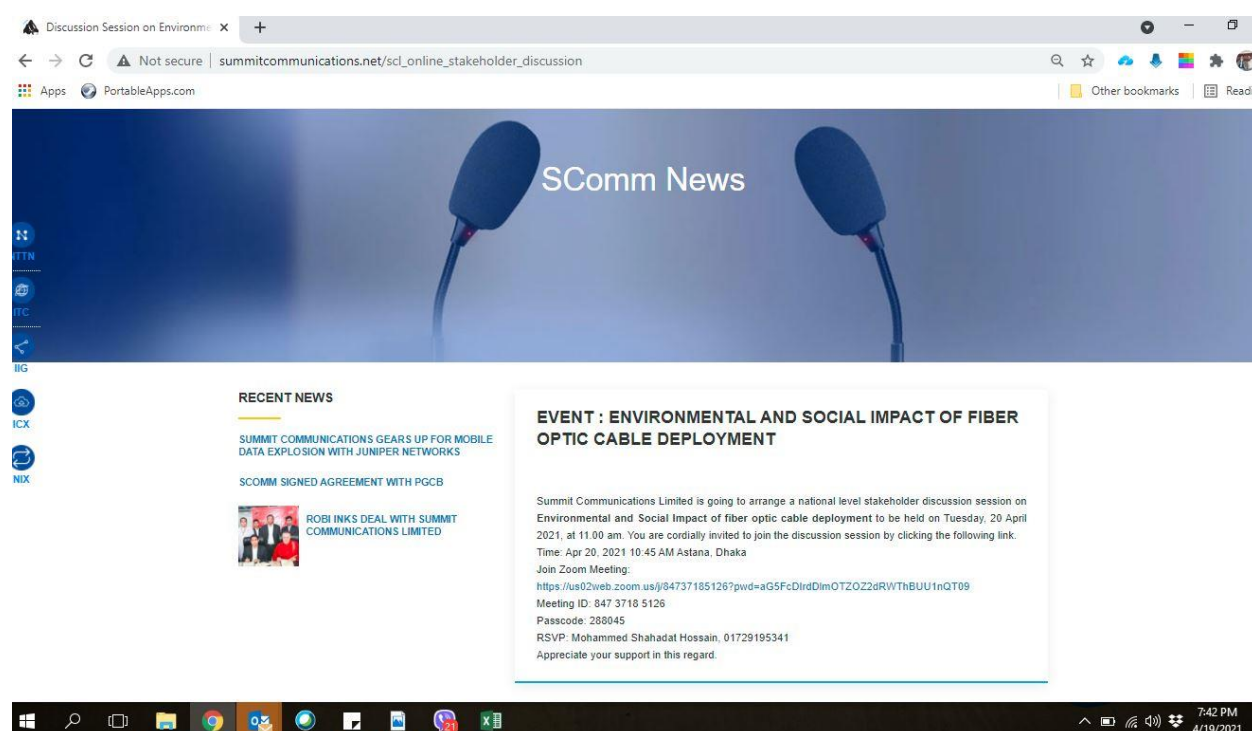 Discussion Session on Environme
Not secure | summitcommunications.net/scl_online_stakeholder_discussion
Apps PortableApps.com Other bookmarks Readi
SComm News
NTTN
ITC
IIG
ICX
NIX
RECENT NEWS
SUMMIT COMMUNICATIONS GEARS UP FOR MOBILE
DATA EXPLOSION WITH JUNIPER NETWORKS
SCOMM SIGNED AGREEMENT WITH PGCB
ROBI INKS DEAL WITH SUMMIT
COMMUNICATIONS LIMITED
EVENT : ENVIRONMENTAL AND SOCIAL IMPACT OF FIBER
OPTIC CABLE DEPLOYMENT
Summit Communications Limited is going to arrange a national level stakeholder discussion session on
Environmental and Social Impact of fiber optic cable deployment to be held on Tuesday, 20 April
2021, at 11.00 am. You are cordially invited to join the discussion session by clicking the following link.
Time: Apr 20, 2021 10:45 AM Astana, Dhaka
Join Zoom Meeting:
https://us02web.zoom.us/j/84737185126?pwd=aG5FcDlrdDlmOTZOZ2dRWThBUU1nQT09
Meeting ID: 847 3718 5126
Passcode: 288045
RSVP: Mohammed Shahadat Hossain, 01729195341
Appreciate your support in this regard.
21
7:42 PM
4/19/2021